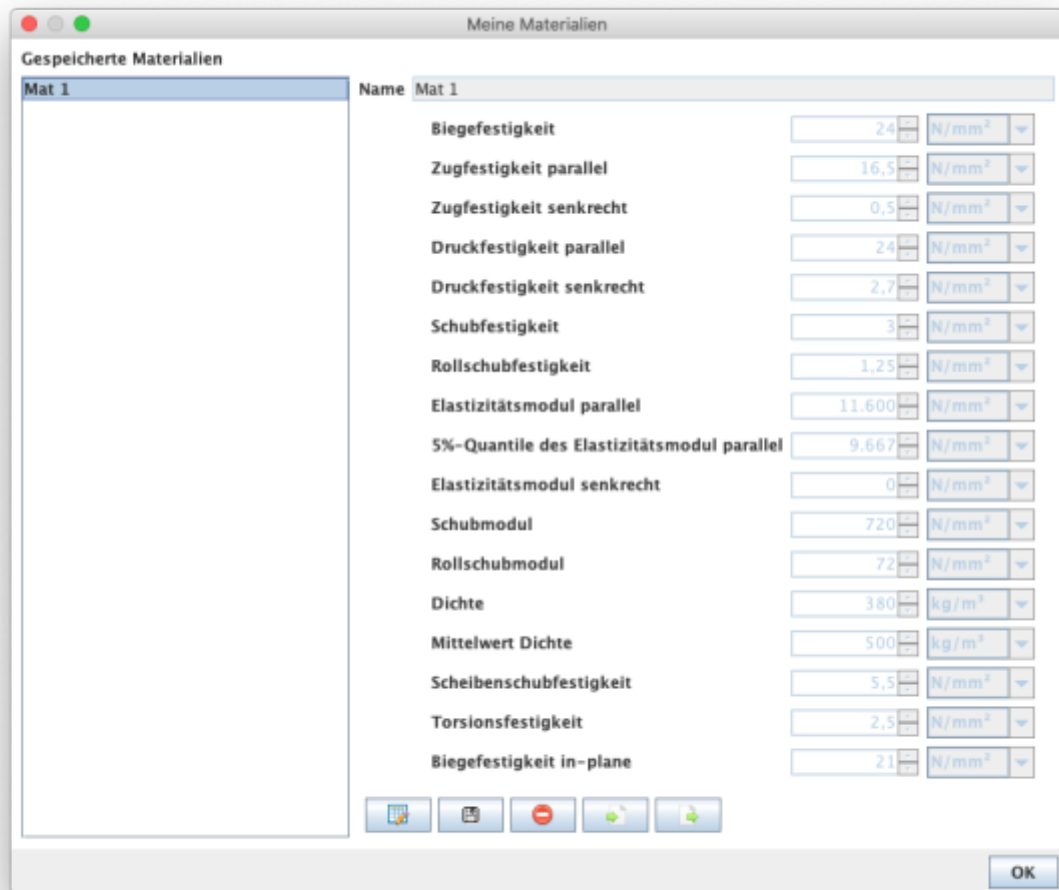 Meine Materialien
Gespeicherte Materialien
Mat 1
Name Mat 1
Biegefestigkeit 24 N/mm²
Zugfestigkeit parallel 16,5 N/mm²
Zugfestigkeit senkrecht 0,5 N/mm²
Druckfestigkeit parallel 24 N/mm²
Druckfestigkeit senkrecht 2,7 N/mm²
Schubfestigkeit 3 N/mm²
Rollschubfestigkeit 1,25 N/mm²
Elastizitätsmodul parallel 11.600 N/mm²
5%-Quantile des Elastizitätsmodul parallel 9.667 N/mm²
Elastizitätsmodul senkrecht 0 N/mm²
Schubmodul 720 N/mm²
Rollschubmodul 72 N/mm²
Dichte 380 kg/m³
Mittelwert Dichte 500 kg/m³
Scheibenschubfestigkeit 5,5 N/mm²
Torsionsfestigkeit 2,5 N/mm²
Biegefestigkeit in-plane 21 N/mm²
OK